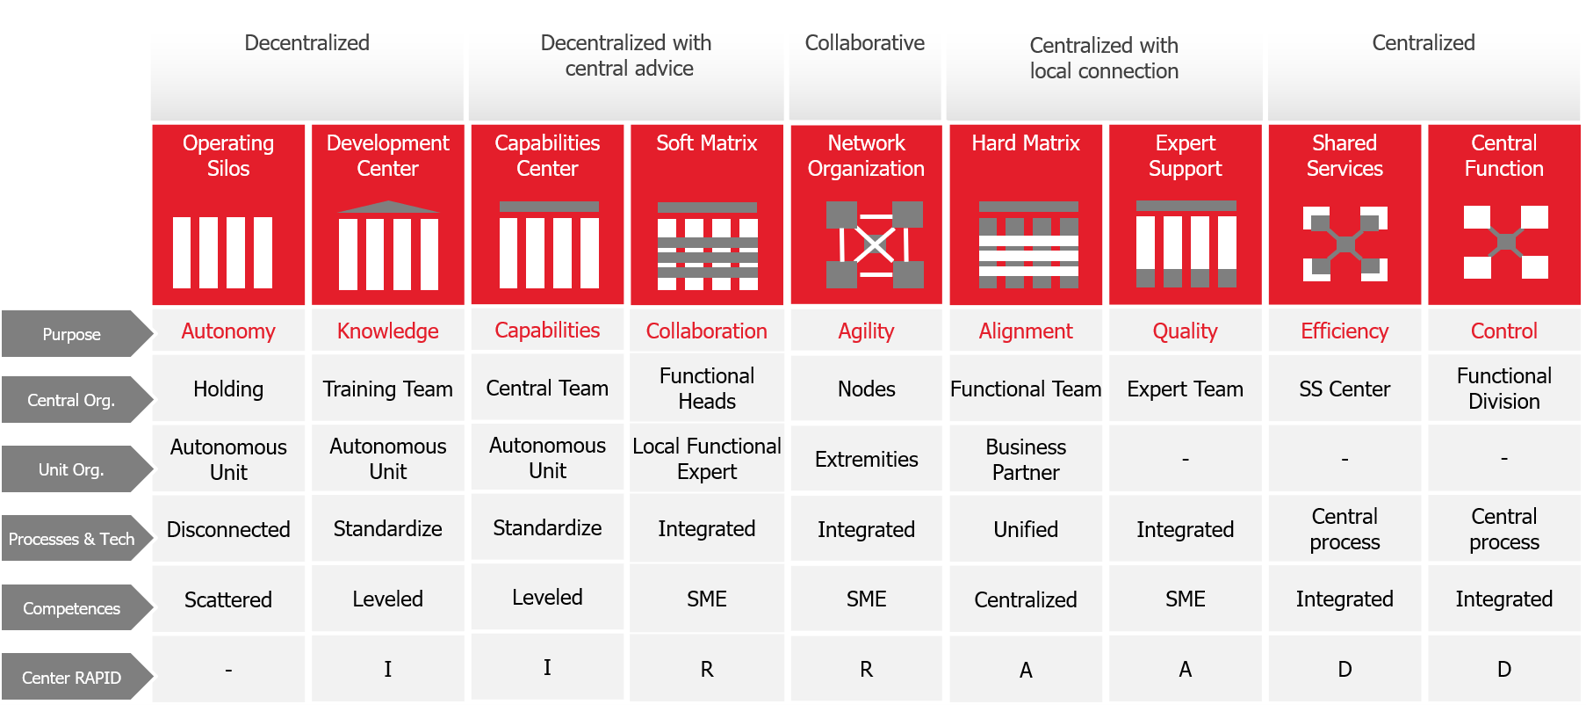 Decentralized
Decentralized with
central advice
Collaborative
Centralized with
local connection
Centralized
Operating
Silos
Development
Center
Capabilities
Center
Soft Matrix
Network
Organization
Hard Matrix
Expert
Support
Shared
Services
Central
Function
Purpose
Autonomy
Knowledge
Capabilities
Collaboration
Agility
Alignment
Quality
Efficiency
Control
Central Org.
Holding
Training Team
Central Team
Functional
Heads
Nodes
Functional Team
Expert Team
SS Center
Functional
Division
Unit Org.
Autonomous
Unit
Autonomous
Unit
Autonomous
Unit
Local Functional
Expert
Extremities
Business
Partner
-
-
-
Processes & Tech
Disconnected
Standardize
Standardize
Integrated
Integrated
Unified
Integrated
Central
process
Central
process
Competences
Scattered
Leveled
Leveled
SME
SME
Centralized
SME
Integrated
Integrated
Center RAPID
-
I
I
R
R
A
A
D
D